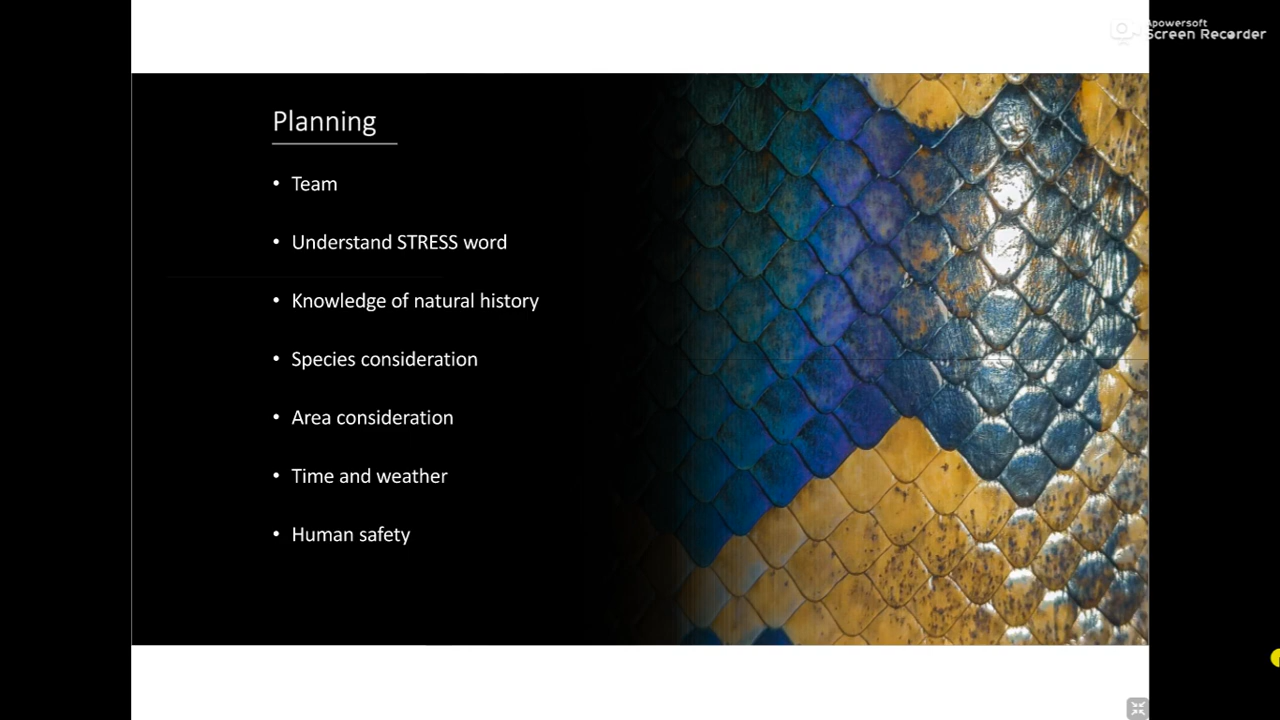 Apowersoft
Screen Recorder
Planning
• Team
• Understand STRESS word
• Knowledge of natural history
• Species consideration
• Area consideration
• Time and weather
• Human safety